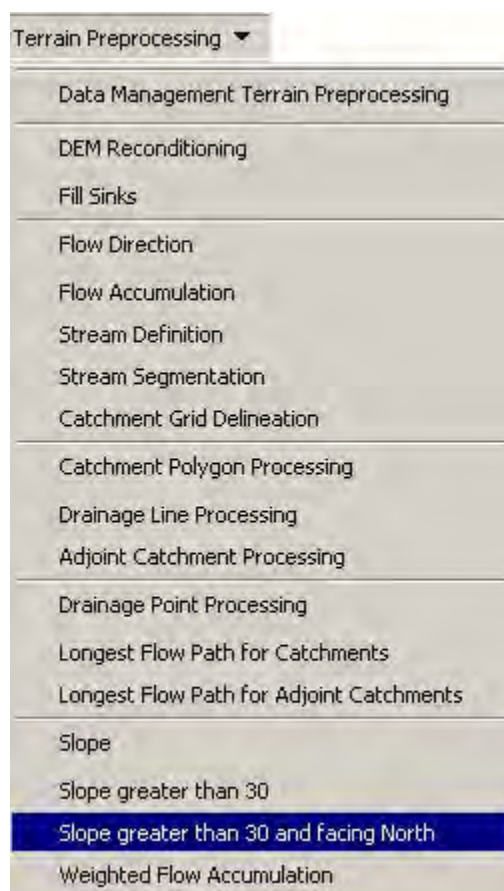 Terrain Preprocessing
Data Management Terrain Preprocessing
DEM Reconditioning
Fill Sinks
Flow Direction
Flow Accumulation
Stream Definition
Stream Segmentation
Catchment Grid Delineation
Catchment Polygon Processing
Drainage Line Processing
Adjoint Catchment Processing
Drainage Point Processing
Longest Flow Path for Catchments
Longest Flow Path for Adjoint Catchments
Slope
Slope greater than 30
Slope greater than 30 and facing North
Weighted Flow Accumulation